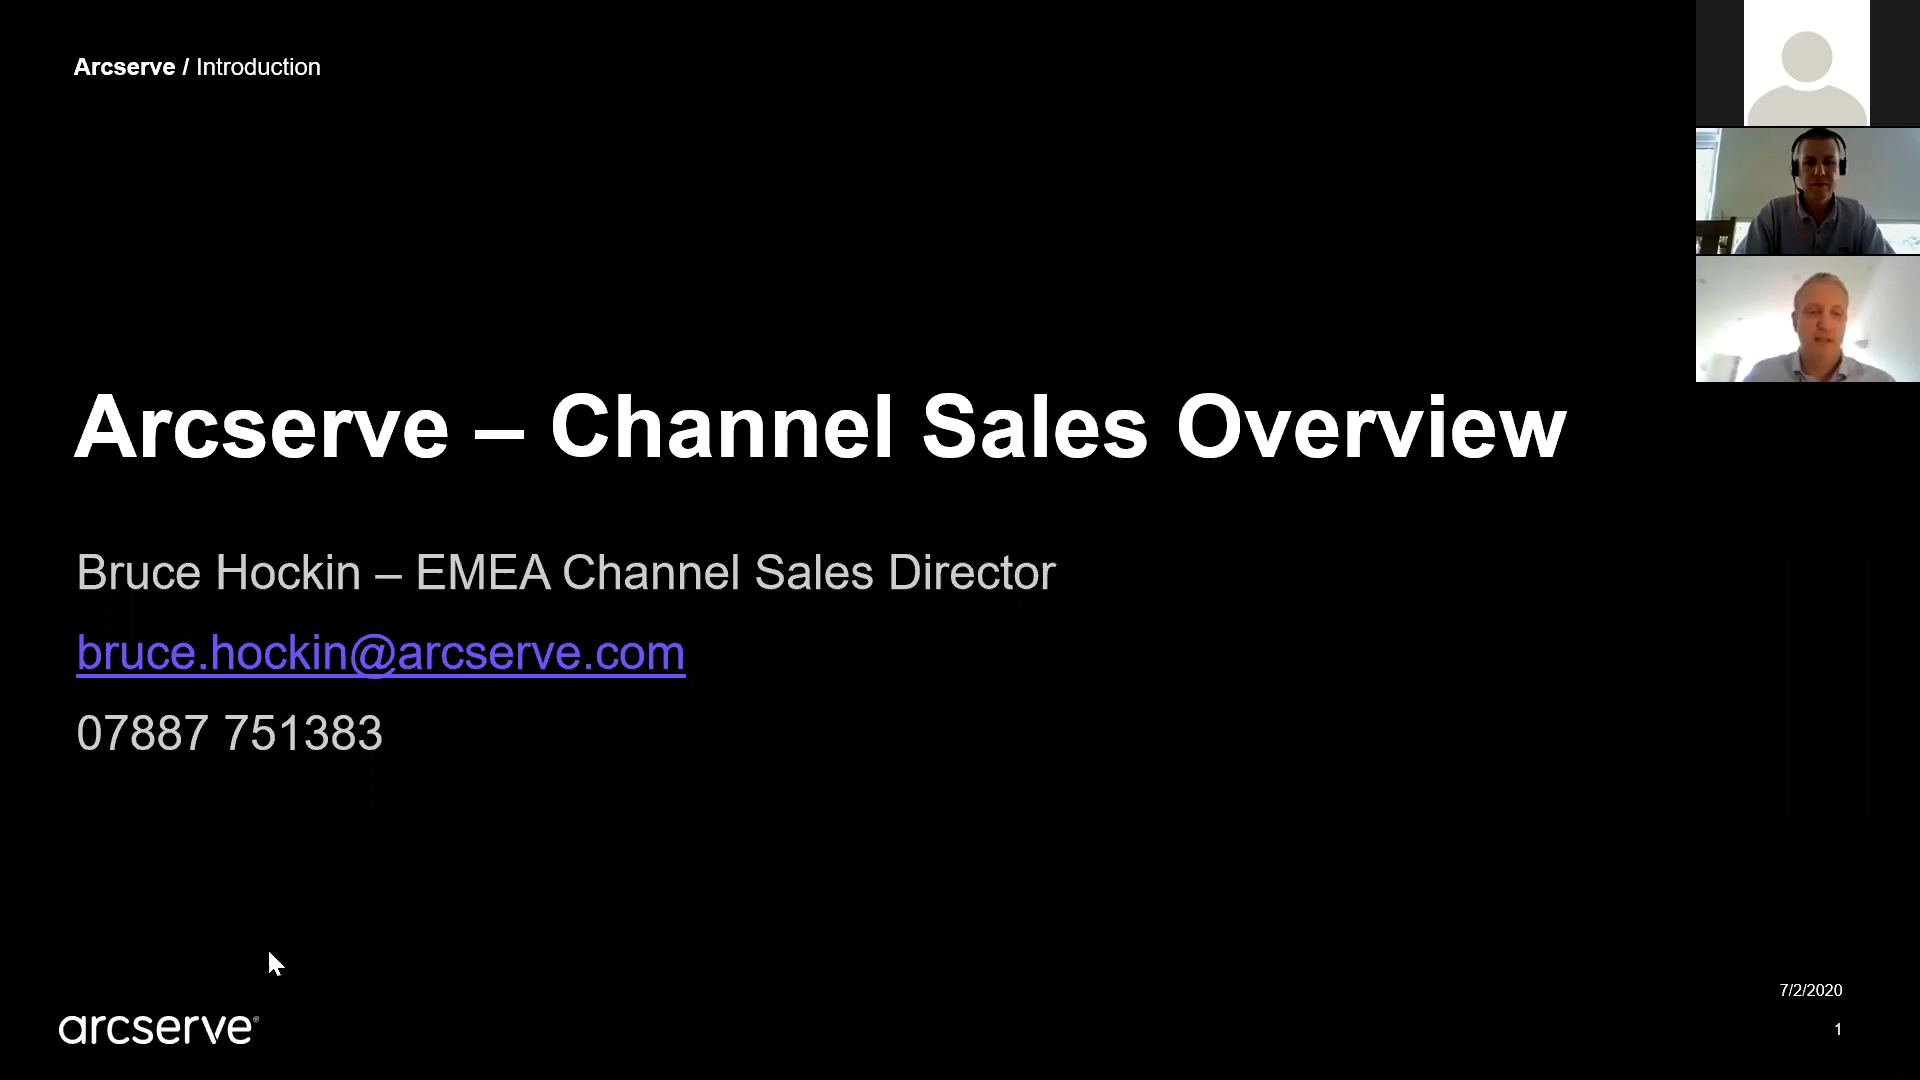 Arcserve / Introduction
Arcserve – Channel Sales Overview
Bruce Hockin – EMEA Channel Sales Director
bruce.hockin@arcserve.com
07887 751383
arcserve®
7/2/2020
1